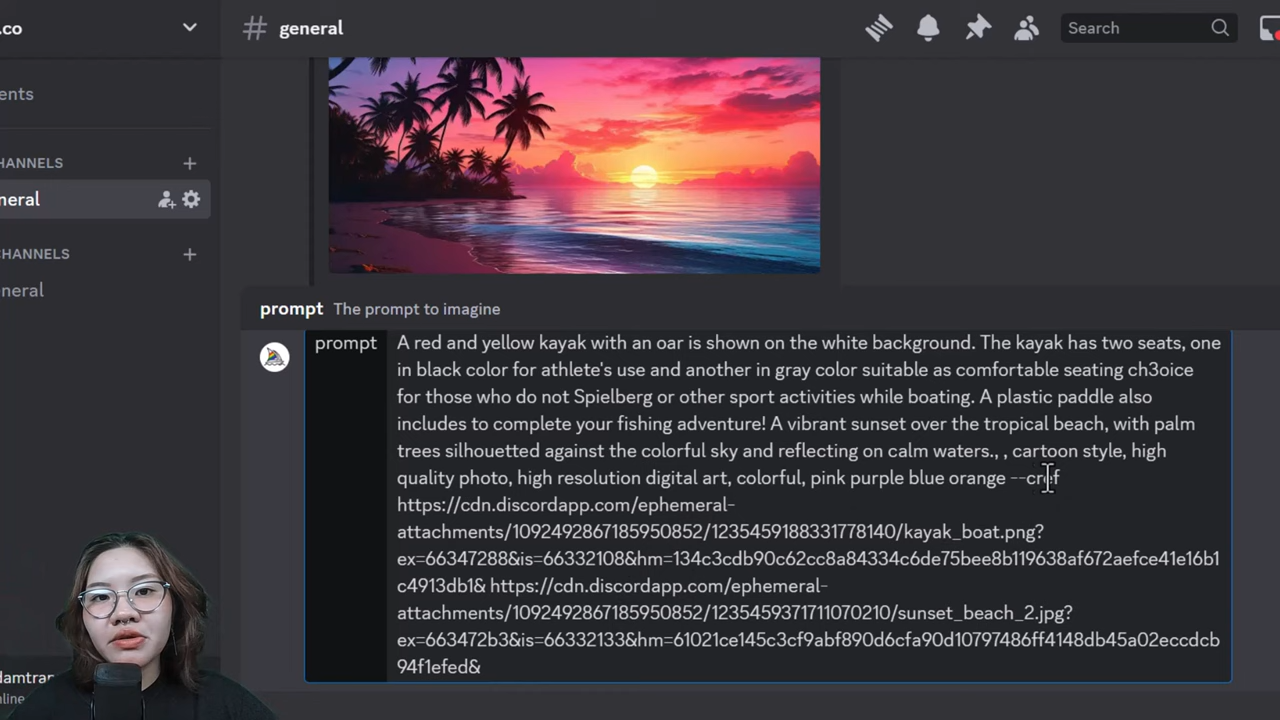 .co
general
Search
ents
HANNELS
neral
HANNELS
eneral
prompt The prompt to imagine
prompt
A red and yellow kayak with an oar is shown on the white background. The kayak has two seats, one
in black color for athlete's use and another in gray color suitable as comfortable seating ch3oice
for those who do not Spielberg or other sport activities while boating. A plastic paddle also
includes to complete your fishing adventure! A vibrant sunset over the tropical beach, with palm
trees silhouetted against the colorful sky and reflecting on calm waters., , cartoon style, high
quality photo, high resolution digital art, colorful, pink purple blue orange --cref
https://cdn.discordapp.com/ephemeral-
attachments/1092492867185950852/1235459188331778140/kayak_boat.png?
ex=66347288&is=66332108&hm=134c3cdb90c62cc8a84334c6de75bee8b119638af672aefce41e16b1
c4913db1& https://cdn.discordapp.com/ephemeral-
attachments/1092492867185950852/1235459371711070210/sunset_beach_2.jpg?
ex=663472b3&is=66332133&hm=61021ce145c3cf9abf890d6cfa90d10797486ff4148db45a02eccdcb
94f1efed&
damtran
nline